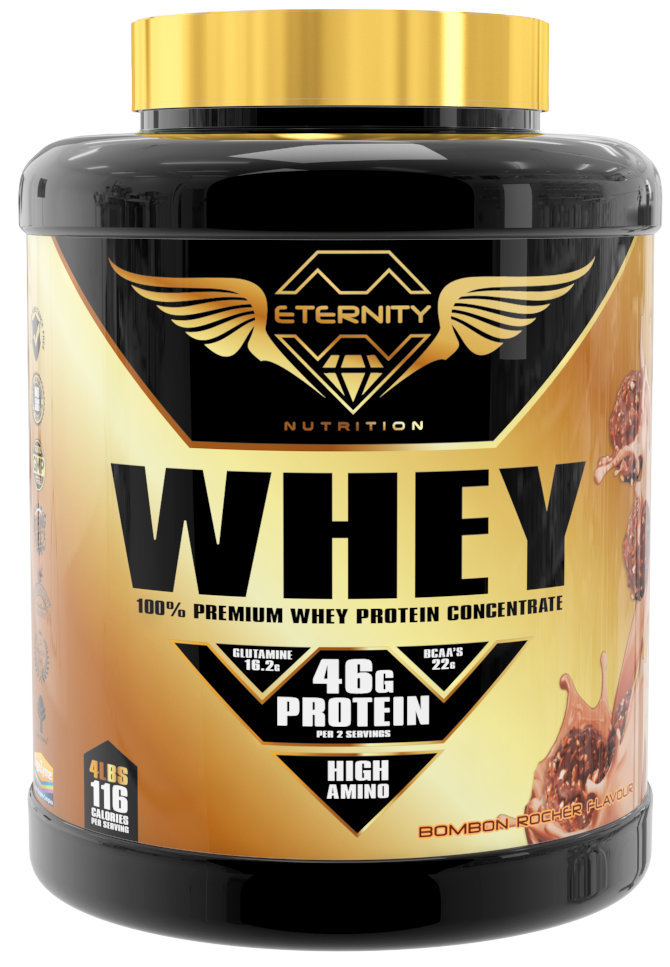 ETERNITY
NUTRITION
WHEY
100% PREMIUM WHEY PROTEIN CONCENTRATE
GLUTAMINE
16.2G
46G
PROTEIN
PER 2 SERVINGS
BCAA'S
22G
HIGH
AMINO
4LBS
116
CALORIES
PER SERVING
BOMBON ROCHER FLAVOUR